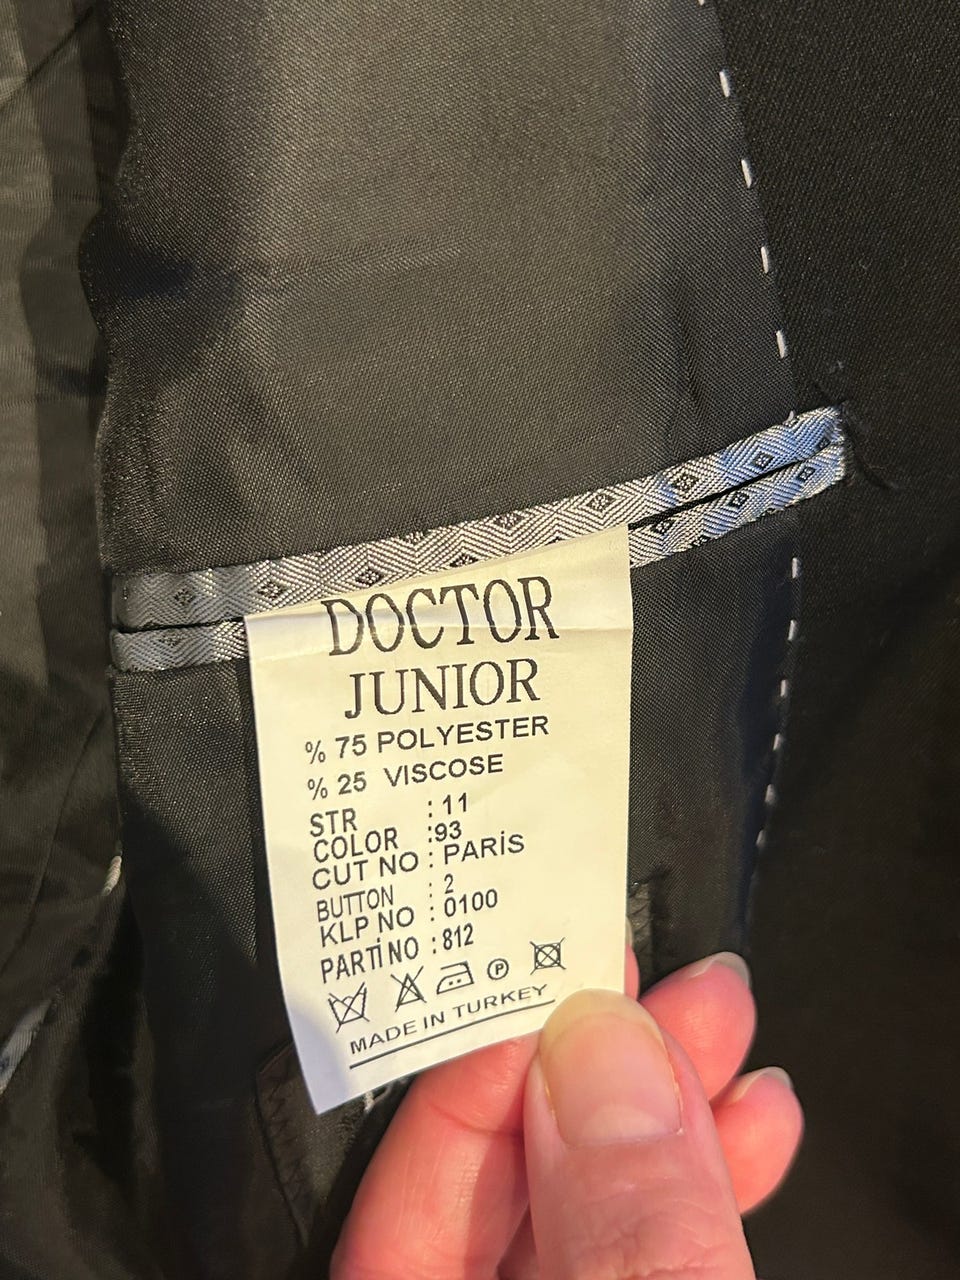 DOCTOR
JUNIOR
% 75 POLYESTER
% 25 VISCOSE
STR : 11
COLOR : 93
CUT NO : PARİS
BUTTON : 2
KLP NO : 0100
PARTİ NO : 812
P
MADE IN TURKEY